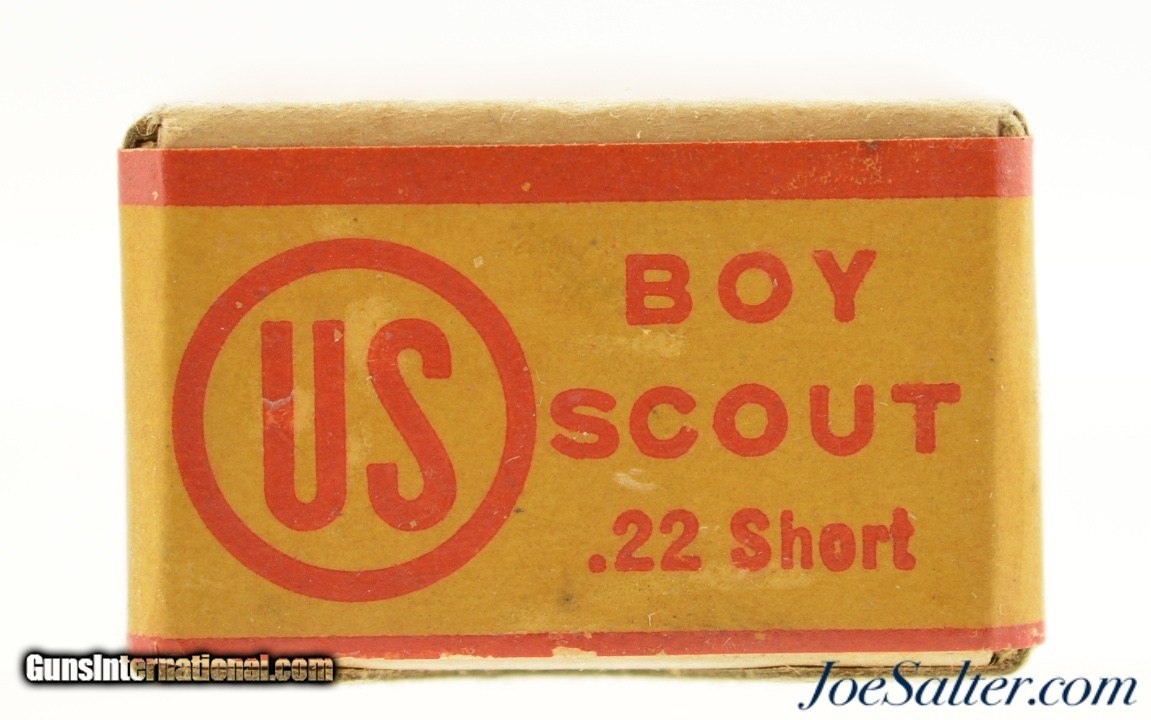 US
BOY
SCOUT
.22 Short
GunsInternational.com
JoeSalter.com